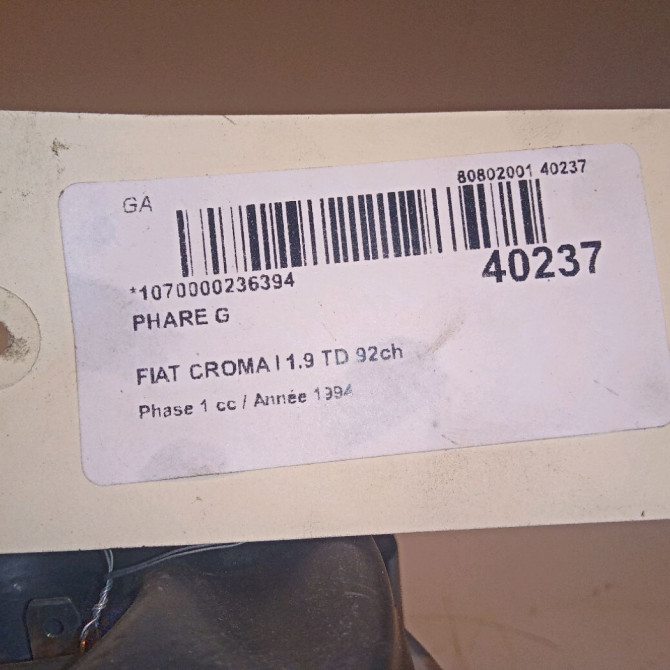 GA
80802001 40237
40237
*1070000236394
PHARE G
FIAT CROMA I 1.9 TD 92ch
Phase 1 cc / Année 1994